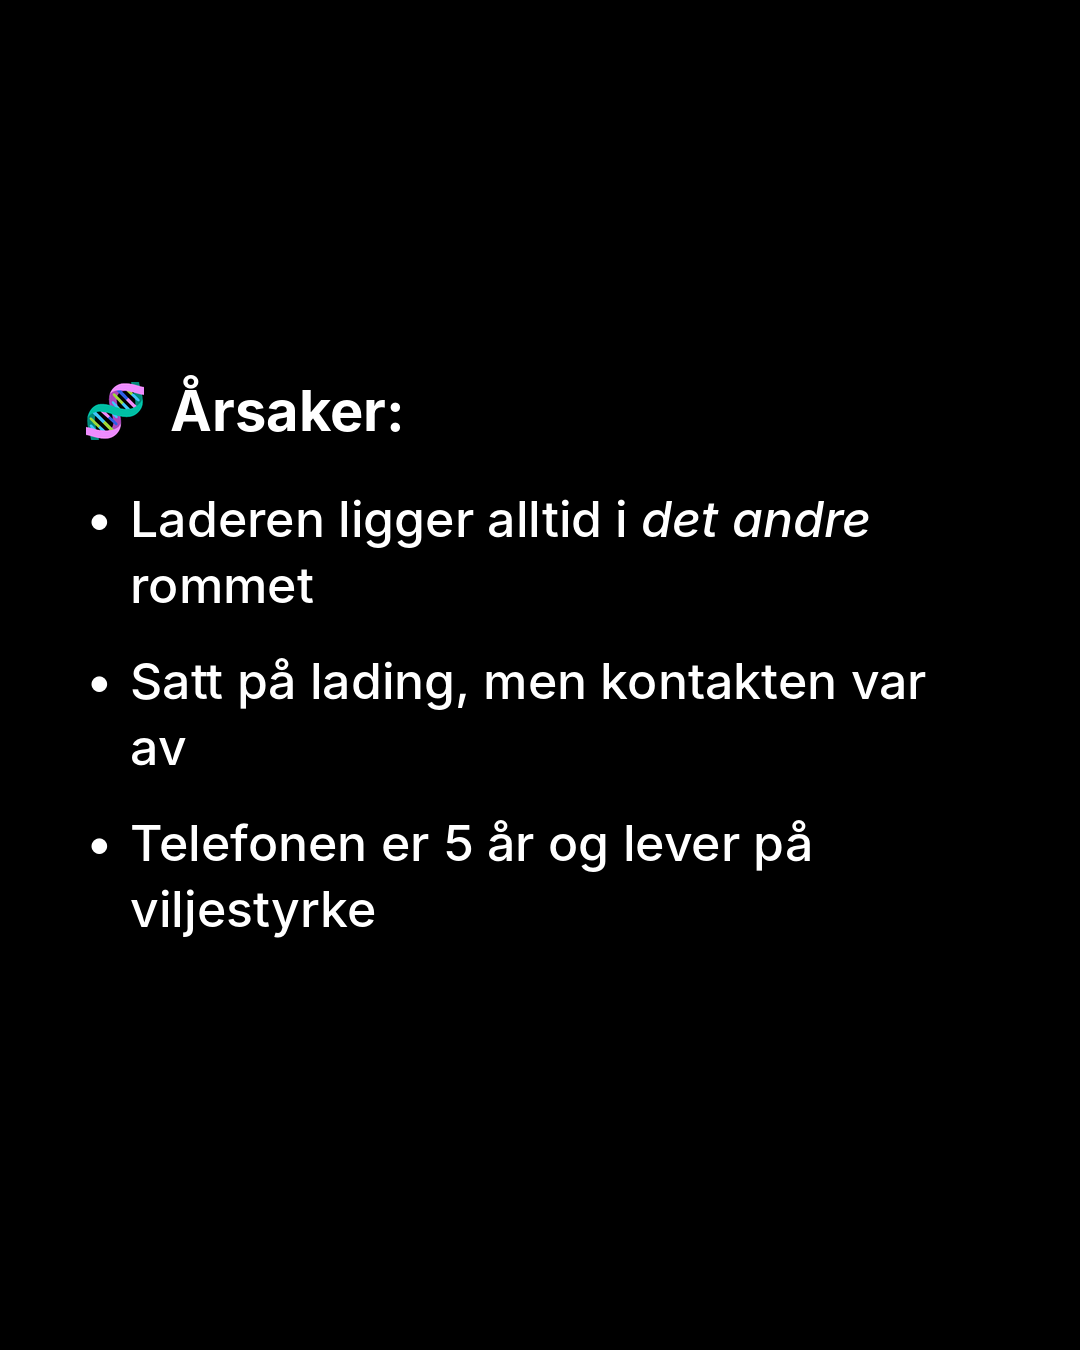 🧬 Årsaker:
• Laderen ligger alltid i det andre
rommet
• Satt på lading, men kontakten var
av
• Telefonen er 5 år og lever på
viljestyrke